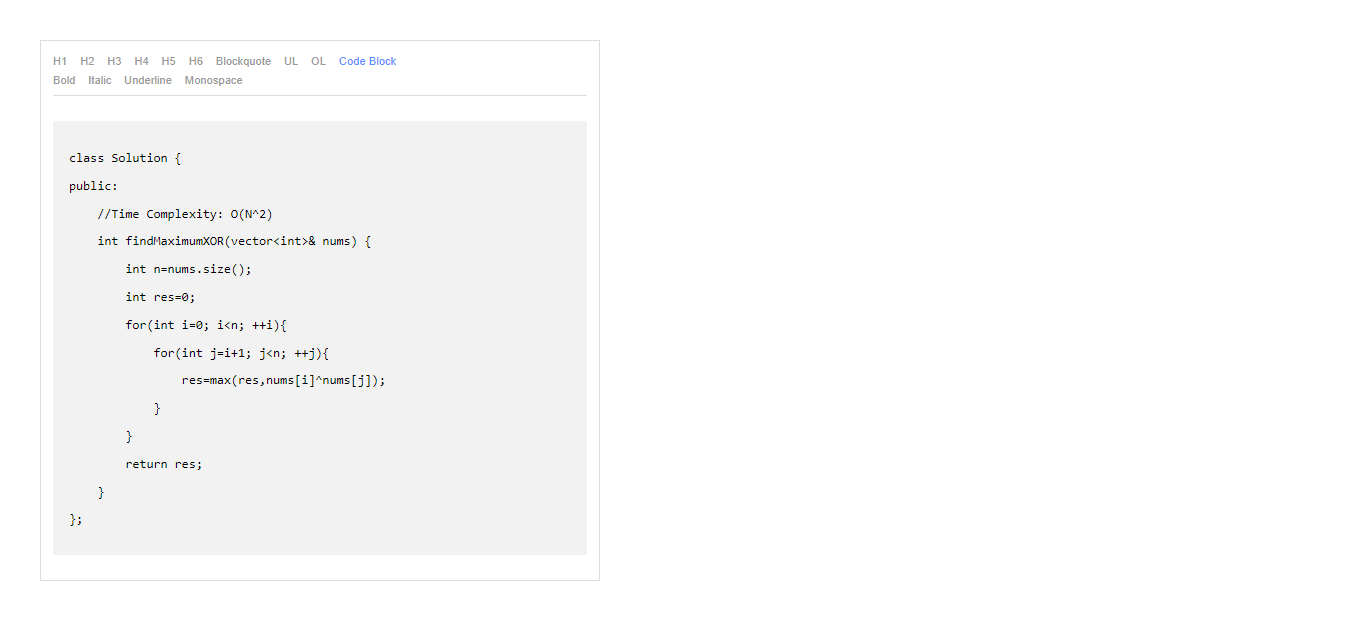 H1 H2 H3 H4 H5 H6 Blockquote UL OL Code Block
Bold Italic Underline Monospace
class Solution {
public:
    //Time Complexity: O(N^2)
    int findMaximumXOR(vector<int>& nums) {
        int n=nums.size();
        int res=0;
        for(int i=0; i<n; ++i){
            for(int j=i+1; j<n; ++j){
                res=max(res,nums[i]^nums[j]);
            }
        }
        return res;
    }
};